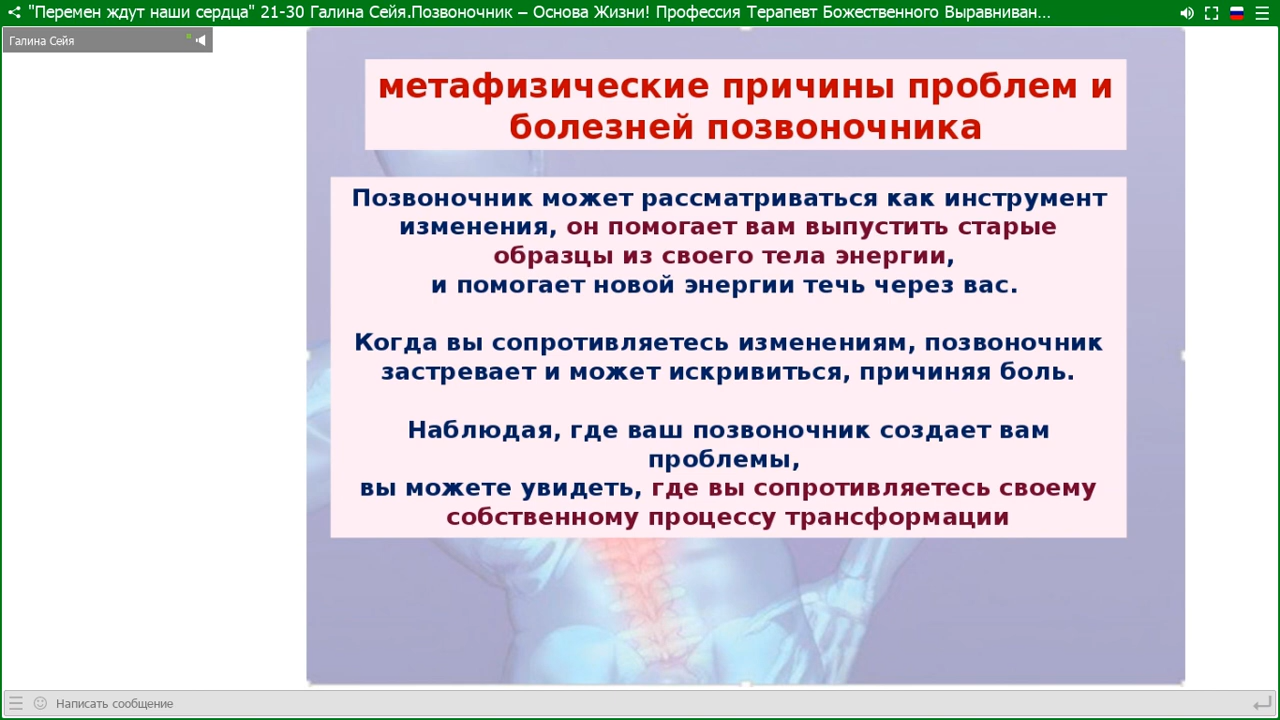 "Перемен ждут наши сердца" 21-30 Галина Сейя.Позвоночник – Основа Жизни! Профессия Терапевт Божественного Выравниван...
Галина Сейя
метафизические причины проблем и
болезней позвоночника
Позвоночник может рассматриваться как инструмент
изменения, он помогает вам выпустить старые
образцы из своего тела энергии,
и помогает новой энергии течь через вас.
Когда вы сопротивляетесь изменениям, позвоночник
застревает и может искривиться, причиняя боль.
Наблюдая, где ваш позвоночник создает вам
проблемы,
вы можете увидеть, где вы сопротивляетесь своему
собственному процессу трансформации
Написать сообщение